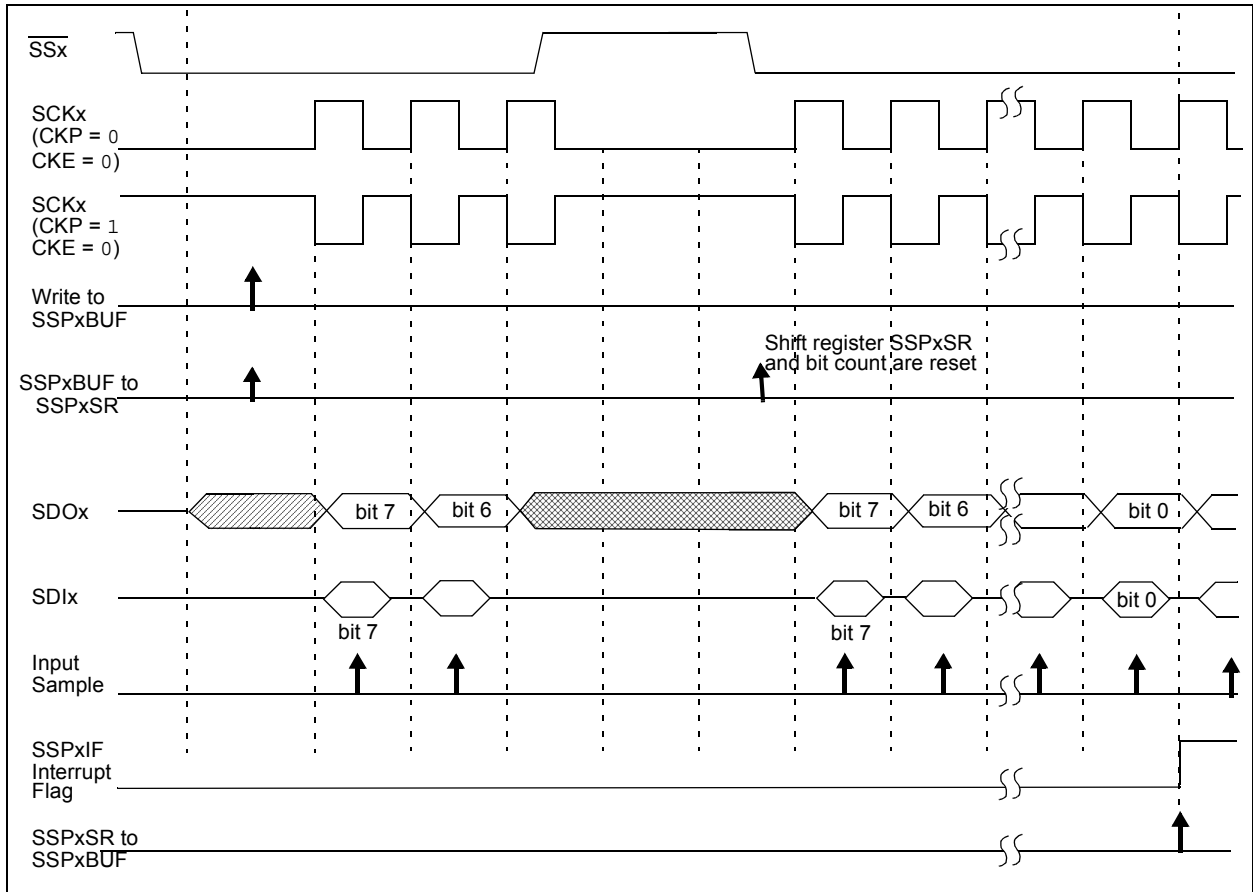 SSx
SCKx
(CKP = 0
CKE = 0)
SCKx
(CKP = 1
CKE = 0)
Write to
SSPxBUF
Shift register SSPxSR
and bit count are reset
SSPxBUF to
SSPxSR
SDOx
bit 7
bit 6
bit 7
bit 6
bit 0
SDIx
bit 0
bit 7
bit 7
Input
Sample
SSPxIF
Interrupt
Flag
SSPxSR to
SSPxBUF